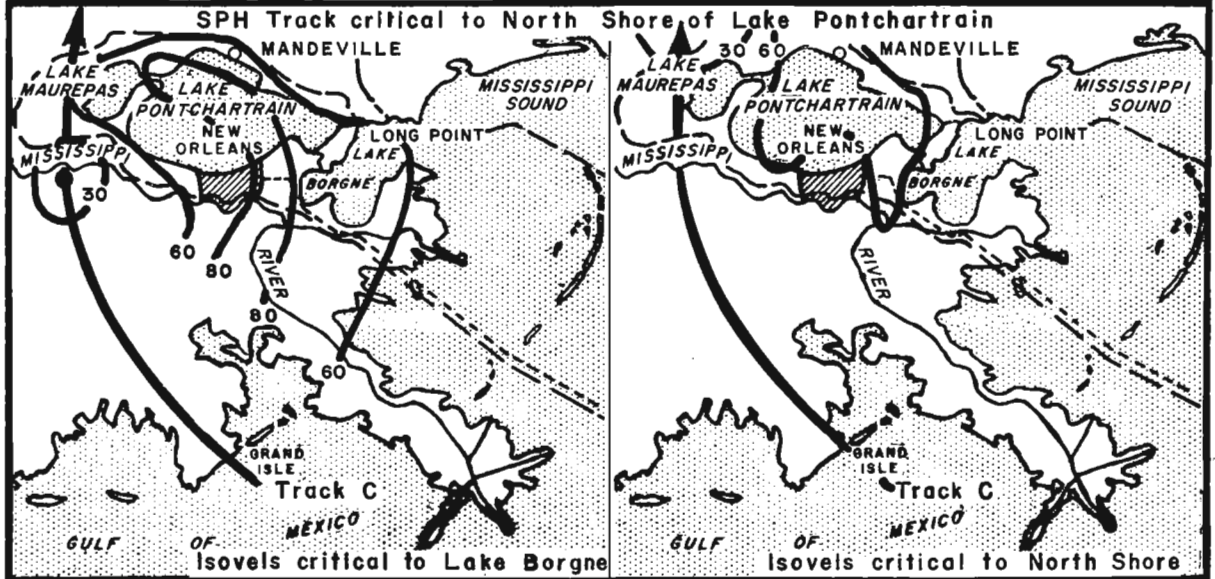 SPH Track critical to North Shore of Lake Pontchartrain
MANDEVILLE
LAKE
MAUREPAS
LAKE
PONTCHARTRAIN
NEW
ORLEANS
MISSISSIPPI
SOUND
LONG POINT
LAKE
BORGNE
MISSISSIPPI
30
60
80
RIVER
80
60
GRAND
ISLE
Track C
GULF OF MEXICO
Isovels critical to Lake Borgne
30 60
MANDEVILLE
LAKE
MAUREPAS
LAKE
PONTCHARTRAIN
NEW
ORLEANS
MISSISSIPPI
SOUND
LONG POINT
LAKE
BORGNE
MISSISSIPPI
RIVER
GRAND
ISLE
Track C
GULF OF MEXICO
Isovels critical to North Shore